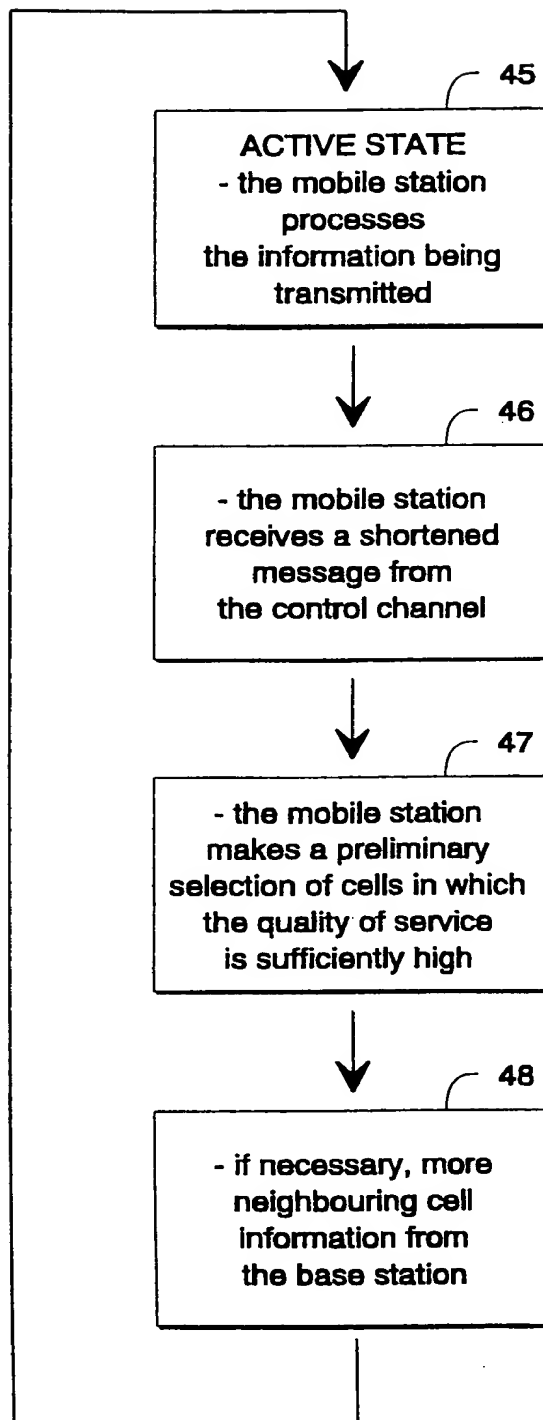 45
ACTIVE STATE
- the mobile station
processes
the information being
transmitted
46
- the mobile station
receives a shortened
message from
the control channel
47
- the mobile station
makes a preliminary
selection of cells in which
the quality of service
is sufficiently high
48
- if necessary, more
neighbouring cell
information from
the base station